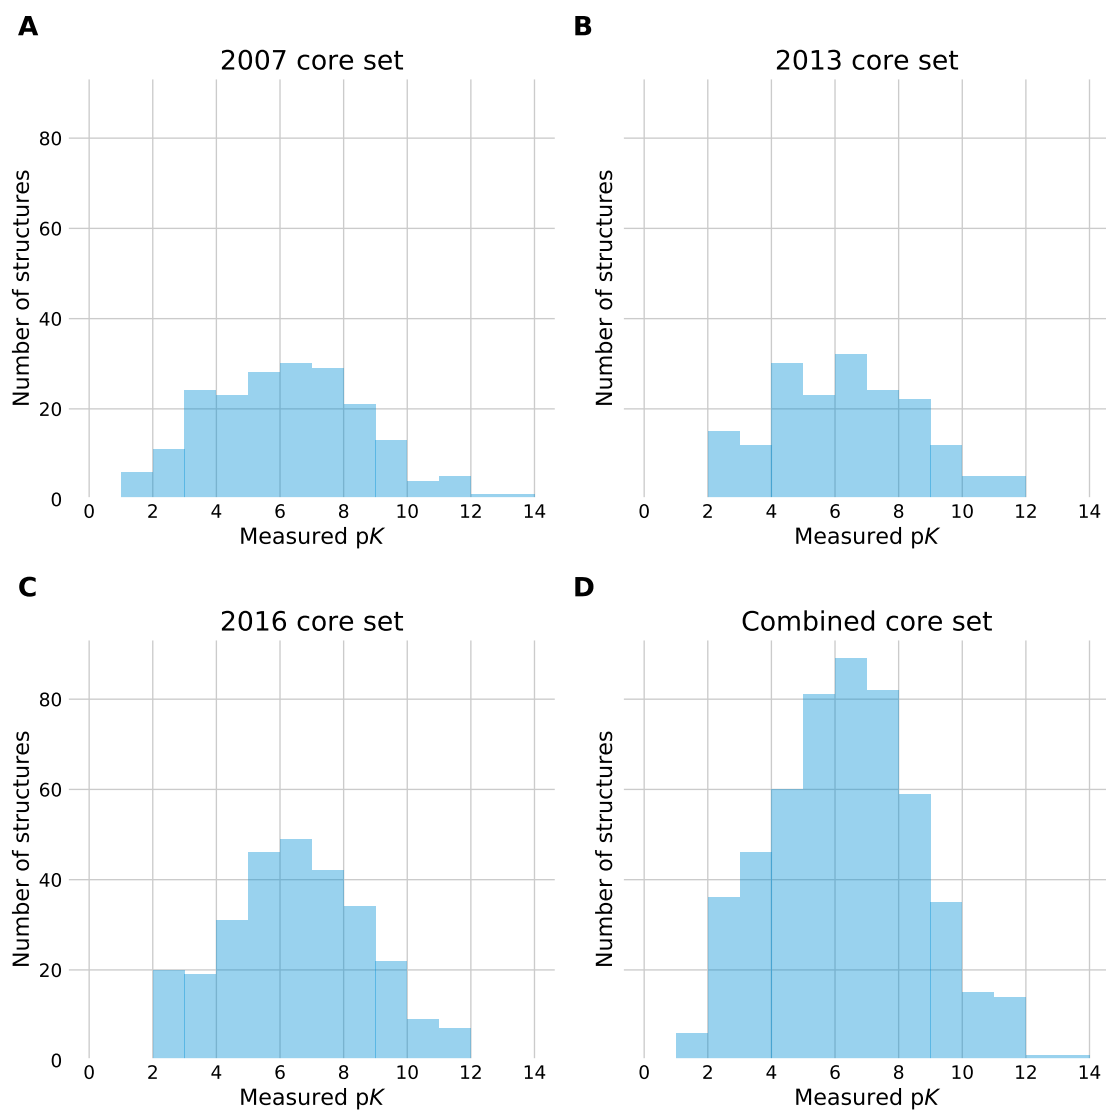 A
2007 core set
Number of structures
80
60
40
20
0
0 2 4 6 8 10 12 14
Measured pK
B
2013 core set
Number of structures
0 2 4 6 8 10 12 14
Measured pK
C
2016 core set
Number of structures
80
60
40
20
0
0 2 4 6 8 10 12 14
Measured pK
D
Combined core set
Number of structures
0 2 4 6 8 10 12 14
Measured pK